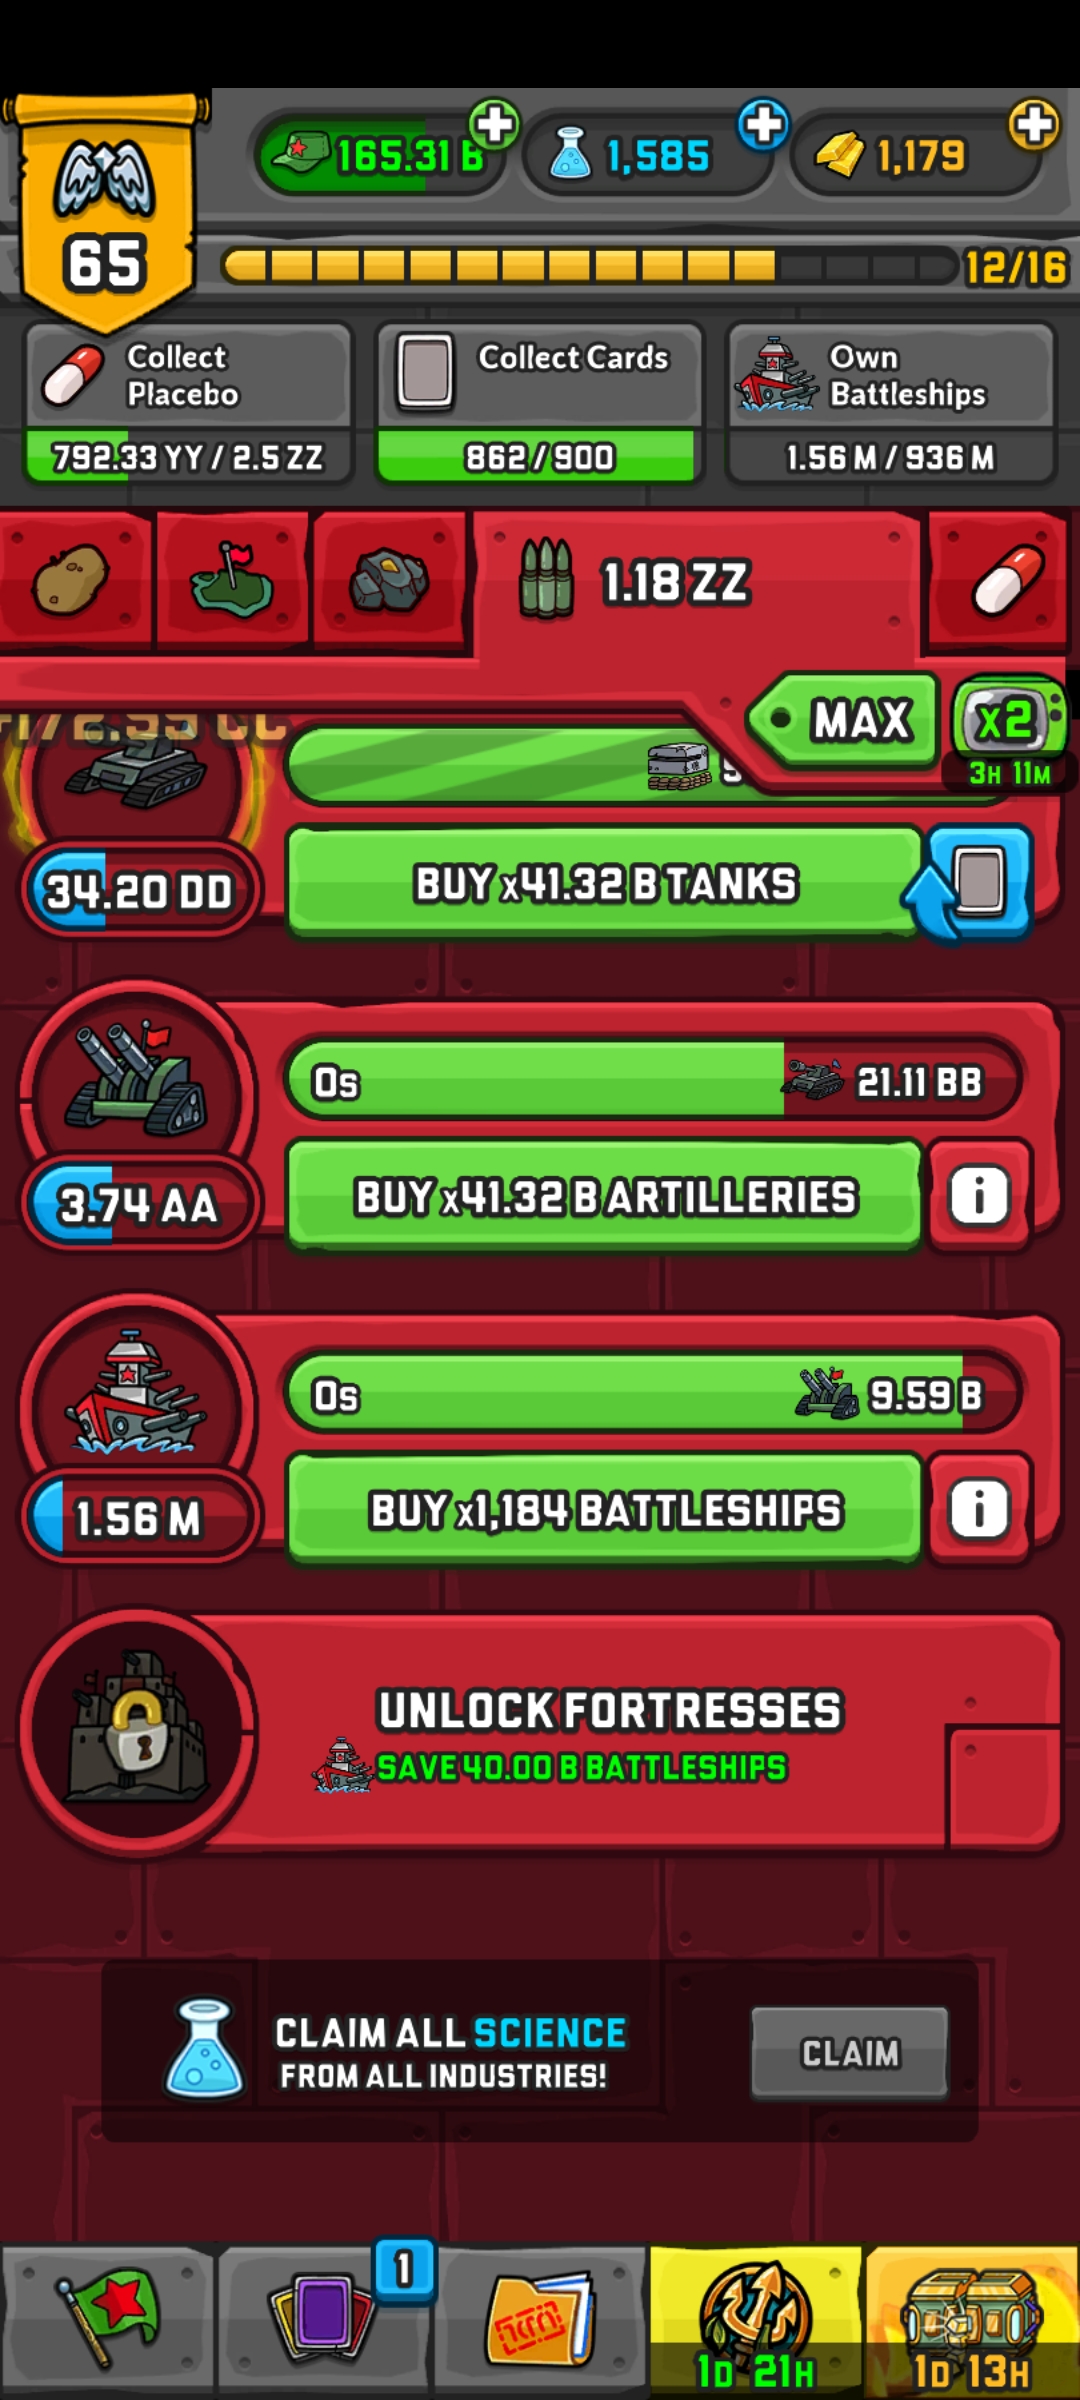 165.31 B
1,585
1,179
65
12/16
Collect
Placebo
792.33 YY / 2.5 ZZ
Collect Cards
862/900
Own
Battleships
1.56 M / 936 M
1.18 ZZ
MAX
x2
3H 11M
34.20 DD
BUY x41.32 B TANKS
0s
21.11 BB
3.74 AA
BUY x41.32 B ARTILLERIES
0s
9.59 B
1.56 M
BUY x1,184 BATTLESHIPS
UNLOCK FORTRESSES
SAVE 40.00 B BATTLESHIPS
CLAIM ALL SCIENCE
FROM ALL INDUSTRIES!
CLAIM
1
1D 21H
1D 13H